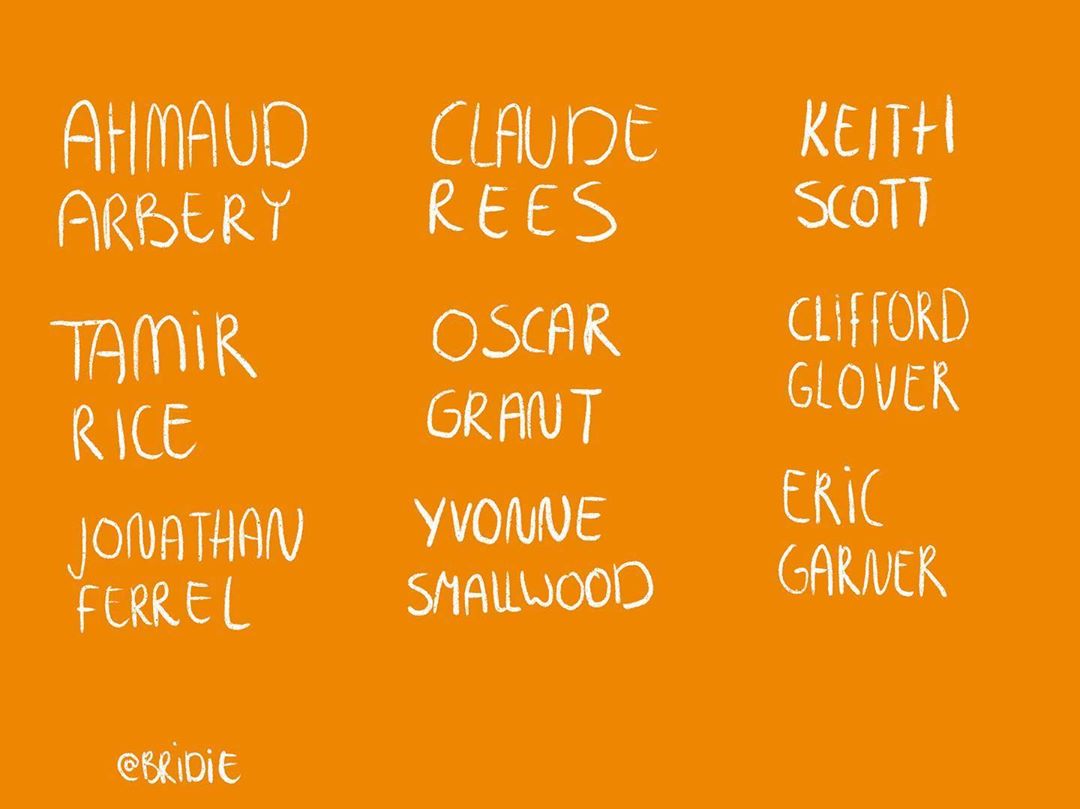 AHMAUD
ARBERY
CLAUDE
REES
KEITH
SCOTT
TAMIR
RICE
OSCAR
GRANT
CLIFFORD
GLOVER
JONATHAN
FERREL
YVONNE
SMALLWOOD
ERIC
GARNER
@BRIDIE